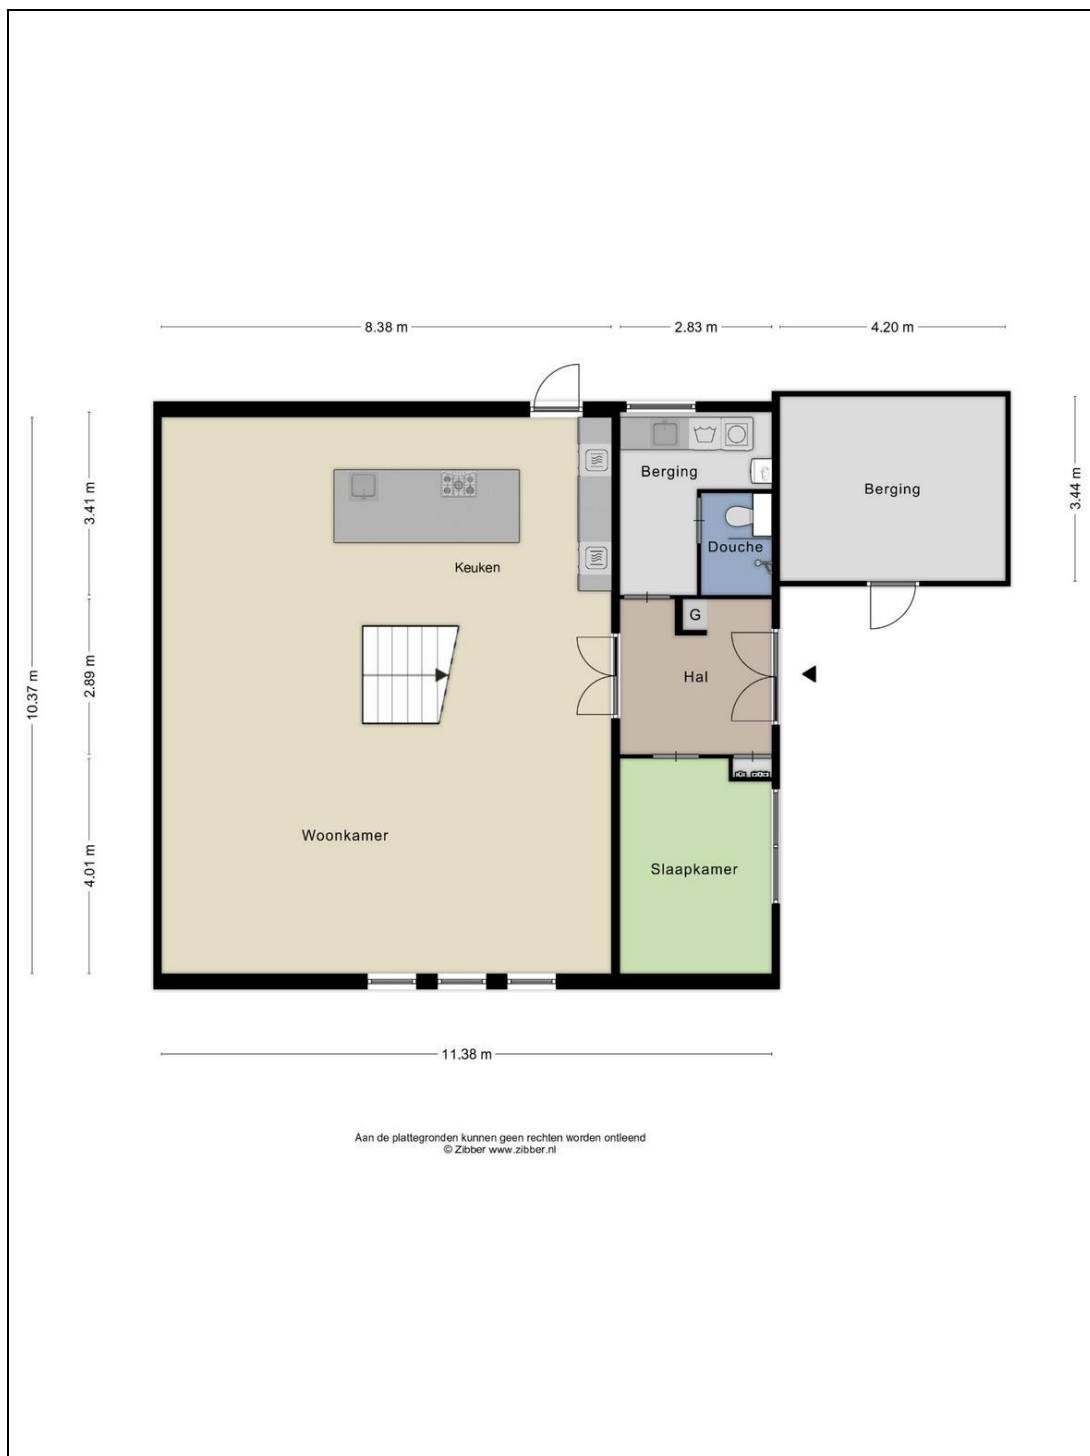 8.38 m
2.83 m
4.20 m
3.41 m
3.44 m
Berging
Berging
Douche
Keuken
G
10.37 m
2.89 m
Hal
Woonkamer
4.01 m
Slaapkamer
11.38 m
Aan de plattegronden kunnen geen rechten worden ontleend
© Zibber www.zibber.nl